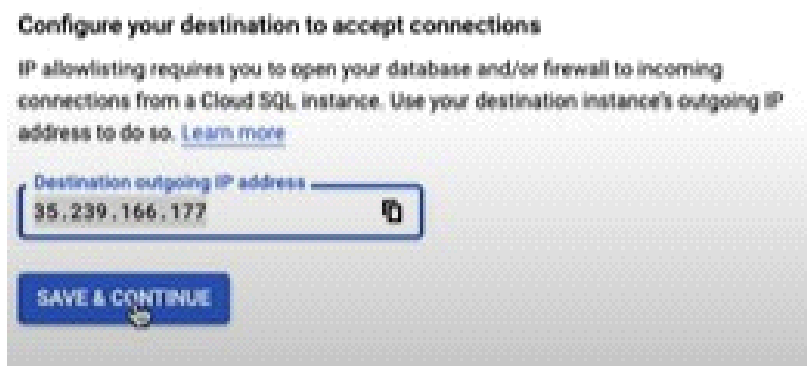 Configure your destination to accept connections
IP allowlisting requires you to open your database and/or firewall to incoming
connections from a Cloud SQL instance. Use your destination instance's outgoing IP
address to do so. Learn more
Destination outgoing IP address
35.239.166.177
SAVE & CONTINUE